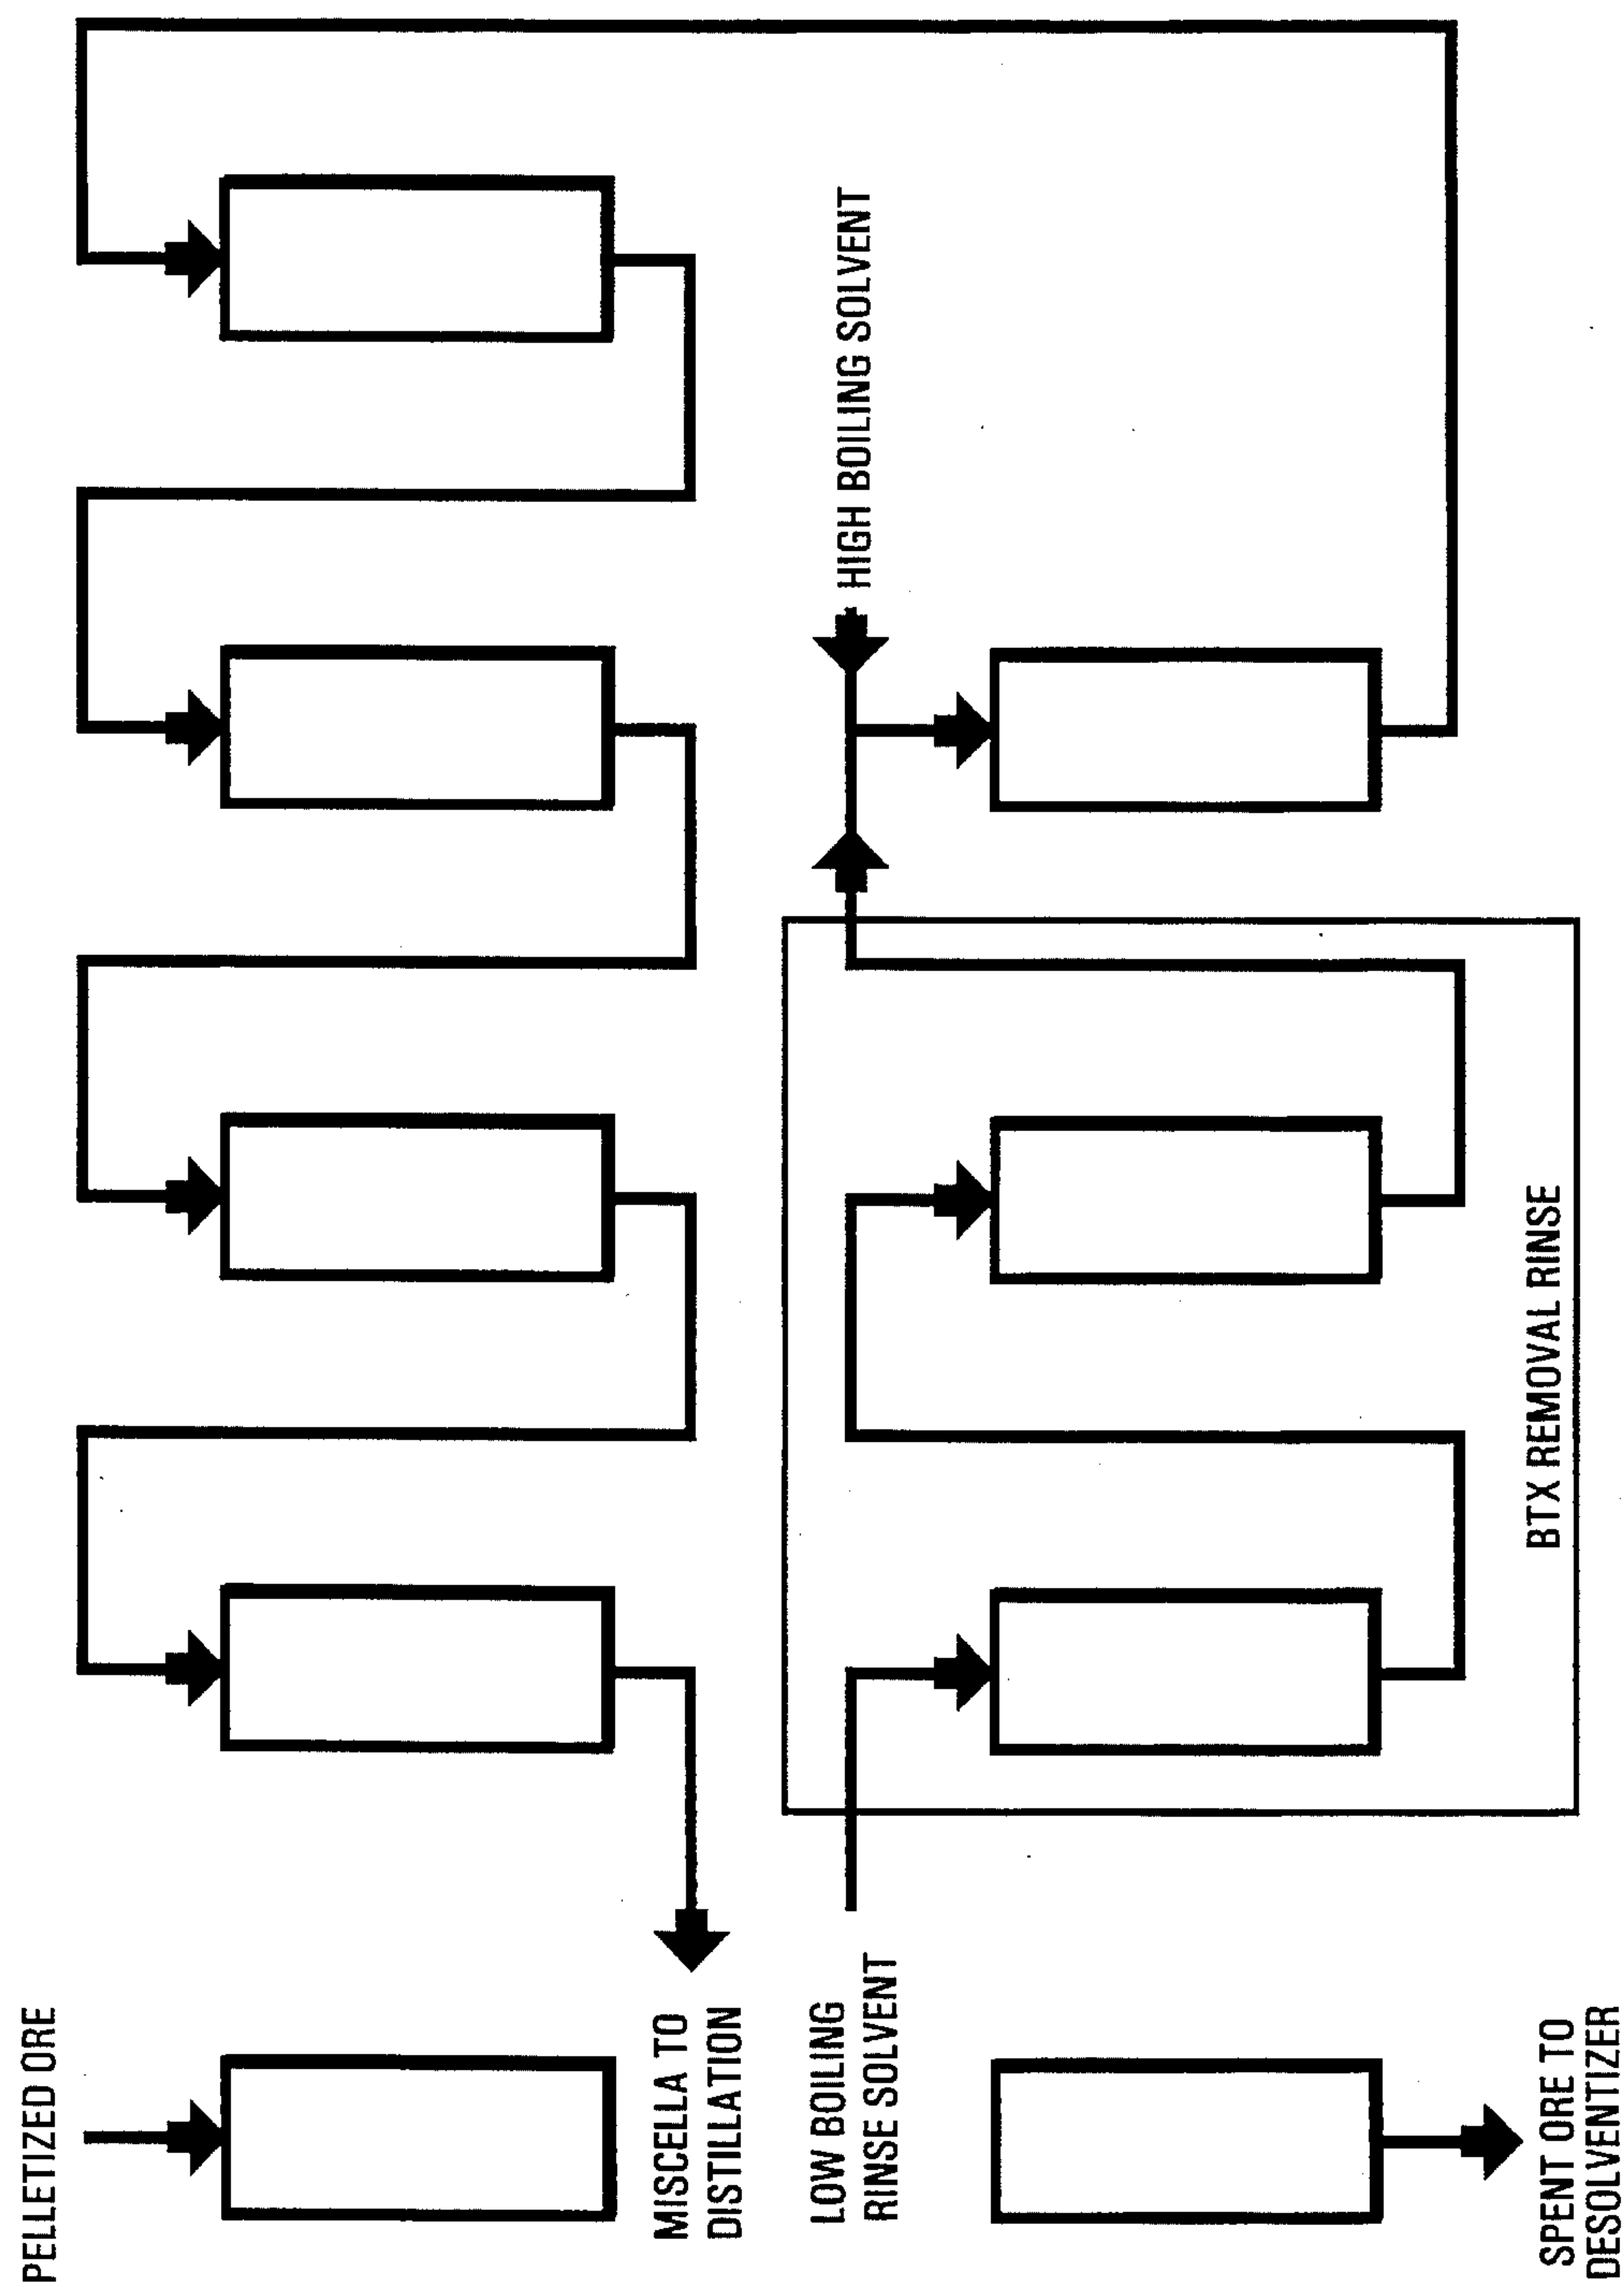 PELLETIZED ORE
MISCELLA TO
DISTILLATION
LOW BOILING
RINSE SOLVENT
HIGH BOILING SOLVENT
BTX REMOVAL RINSE
SPENT ORE TO
DESOLVENTIZER